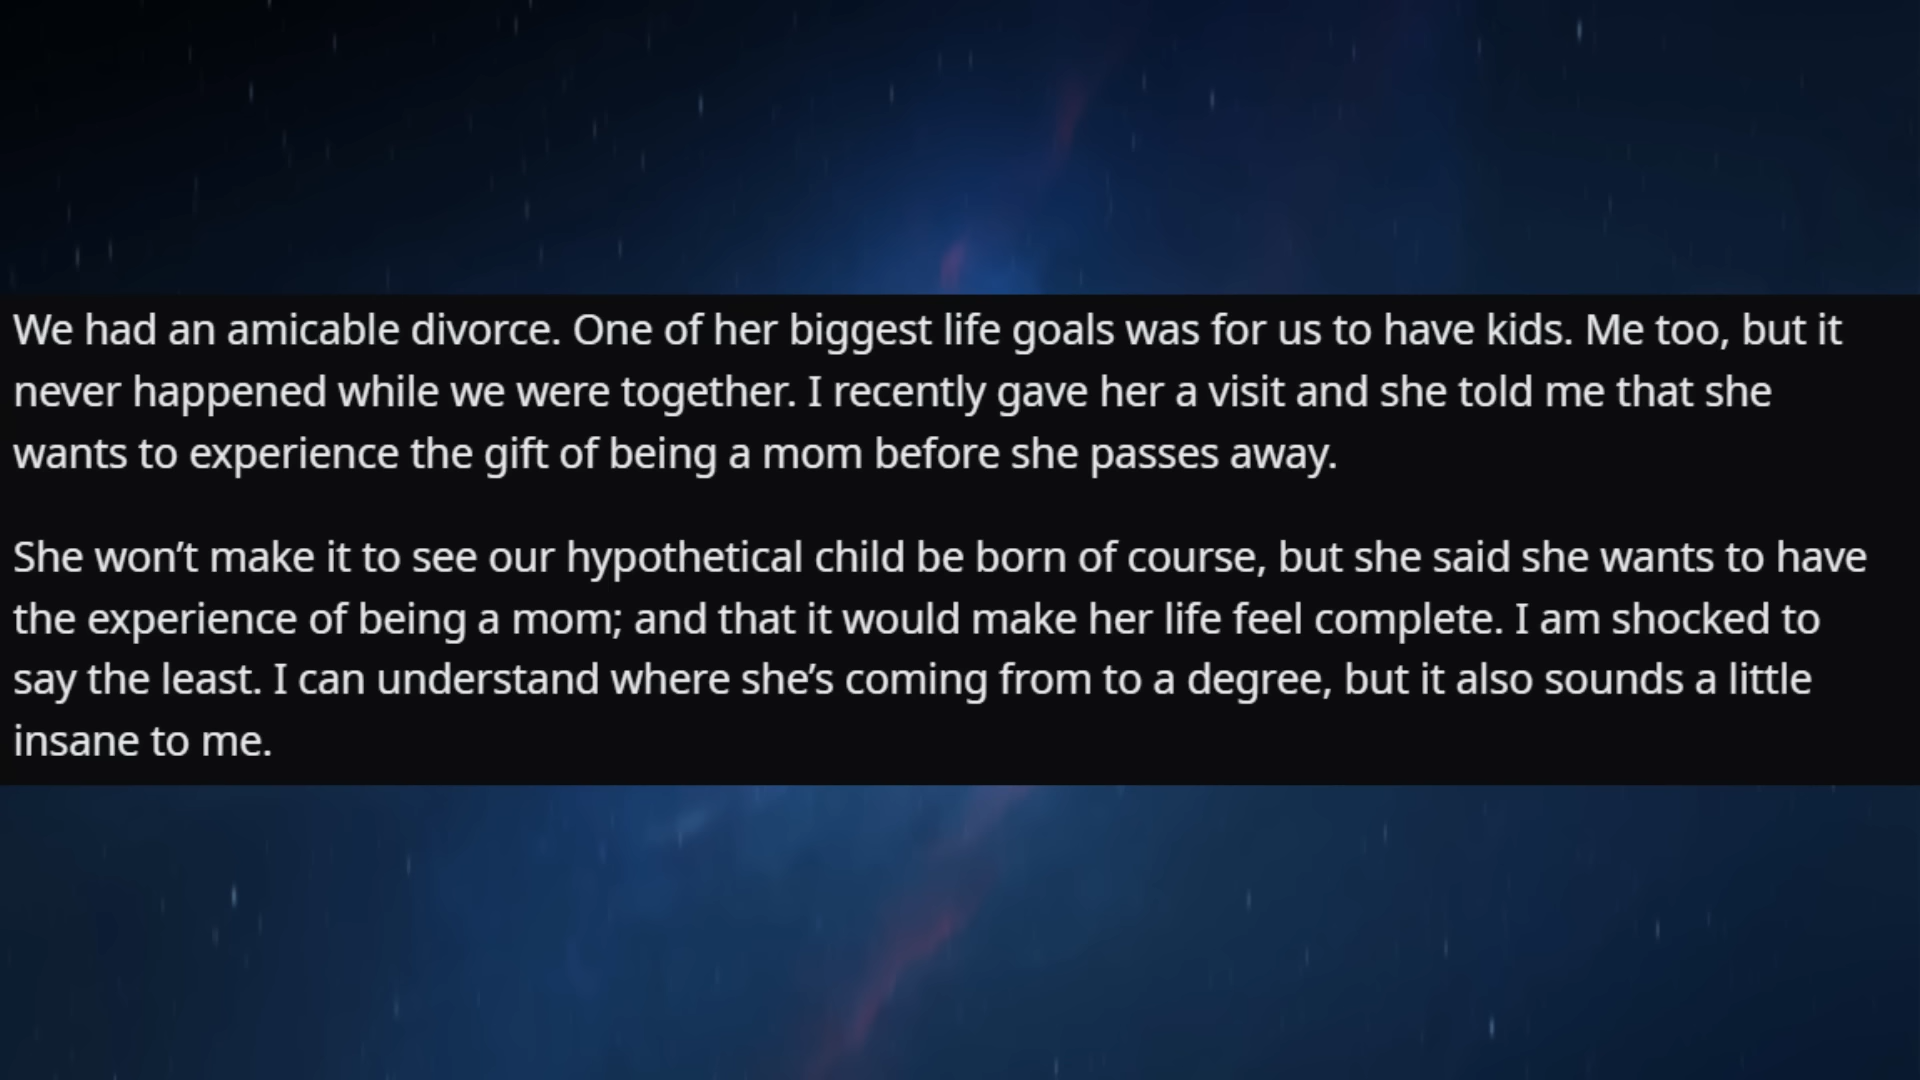 We had an amicable divorce. One of her biggest life goals was for us to have kids. Me too, but it
never happened while we were together. I recently gave her a visit and she told me that she
wants to experience the gift of being a mom before she passes away.
She won’t make it to see our hypothetical child be born of course, but she said she wants to have
the experience of being a mom; and that it would make her life feel complete. I am shocked to
say the least. I can understand where she’s coming from to a degree, but it also sounds a little
insane to me.